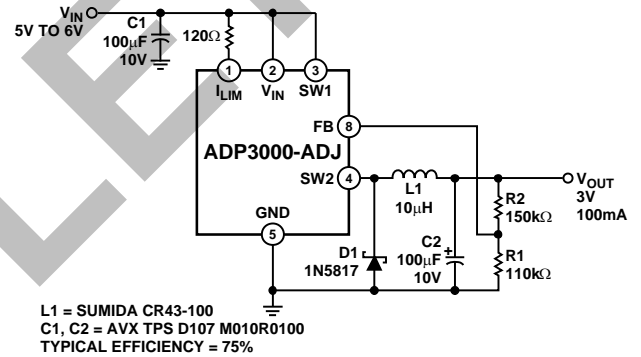 VIN
5V TO 6V
C1
100μF
10V
120Ω
1
2
3
ILIM
VIN
SW1
FB
8
ADP3000-ADJ
SW2
4
L1
10μH
VOUT
3V
100mA
R2
150kΩ
GND
5
D1
1N5817
C2
+
100μF
10V
R1
110kΩ
L1 = SUMIDA CR43-100
C1, C2 = AVX TPS D107 M010R0100
TYPICAL EFFICIENCY = 75%